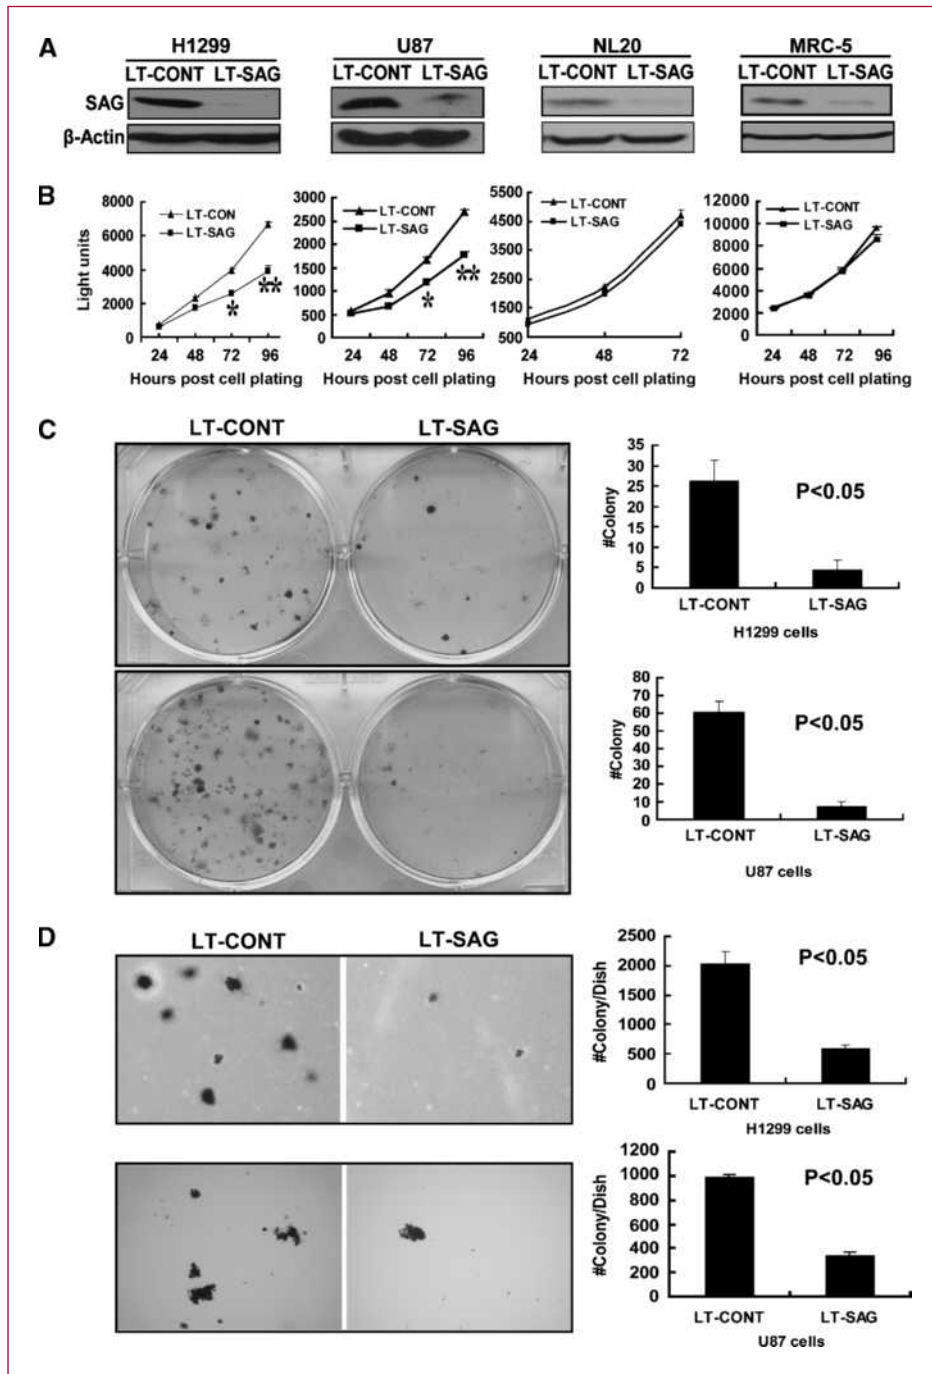 A
H1299 U87 NL20 MRC-5
LT-CONT LT-SAG LT-CONT LT-SAG LT-CONT LT-SAG LT-CONT LT-SAG
SAG
β-Actin
B
Light units
8000
6000
4000
2000
0
LT-CON
LT-SAG
* **
24 48 72 96
Hours post cell plating
3000
2500
2000
1500
1000
500
0
LT-CONT
LT-SAG
* **
24 48 72 96
Hours post cell plating
5500
4500
3500
2500
1500
500
LT-CONT
LT-SAG
24 48 72
Hours post cell plating
12000
10000
8000
6000
4000
2000
0
LT-CONT
LT-SAG
24 48 72 96
Hours post cell plating
C
LT-CONT LT-SAG
#Colony
35
30
25
20
15
10
5
0
P<0.05
LT-CONT LT-SAG
H1299 cells
#Colony
80
70
60
50
40
30
20
10
0
P<0.05
LT-CONT LT-SAG
U87 cells
D
LT-CONT LT-SAG
#Colony/Dish
2500
2000
1500
1000
500
0
P<0.05
LT-CONT LT-SAG
H1299 cells
#Colony/Dish
1200
1000
800
600
400
200
0
P<0.05
LT-CONT LT-SAG
U87 cells